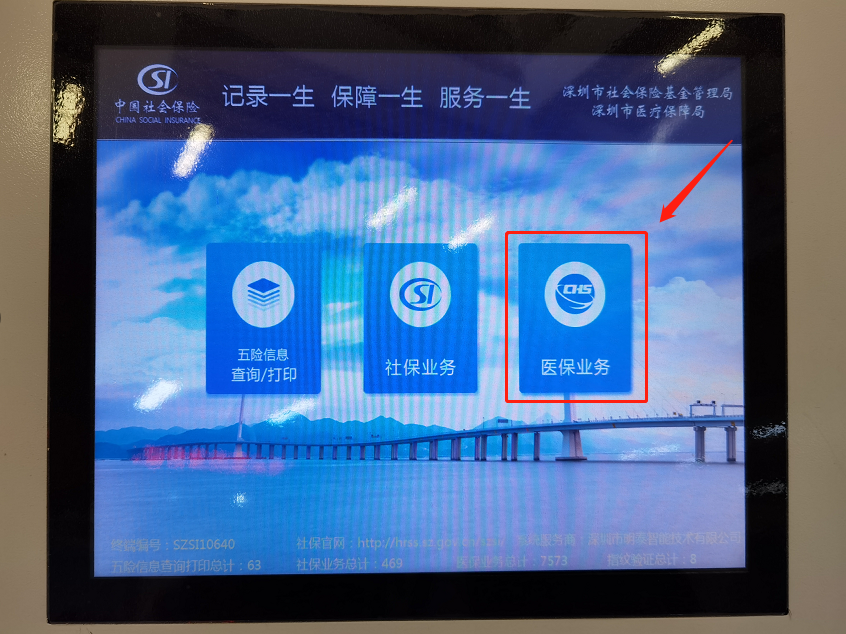 SI
中国社会保险
CHINA SOCIAL INSURANCE
记录一生 保障一生 服务一生
深圳市社会保险基金管理局
深圳市医疗保障局
五险信息
查询/打印
SI
社保业务
CHS
医保业务
终端编号：SZSI10640
社保官网：http://hrss.sz.gov.cn/szsi/
系统服务商：深圳市 智能技术有限公司
五险信息查询打印总计：63
社保业务总计：469
医保业务总计：7573
指纹验证总计：8